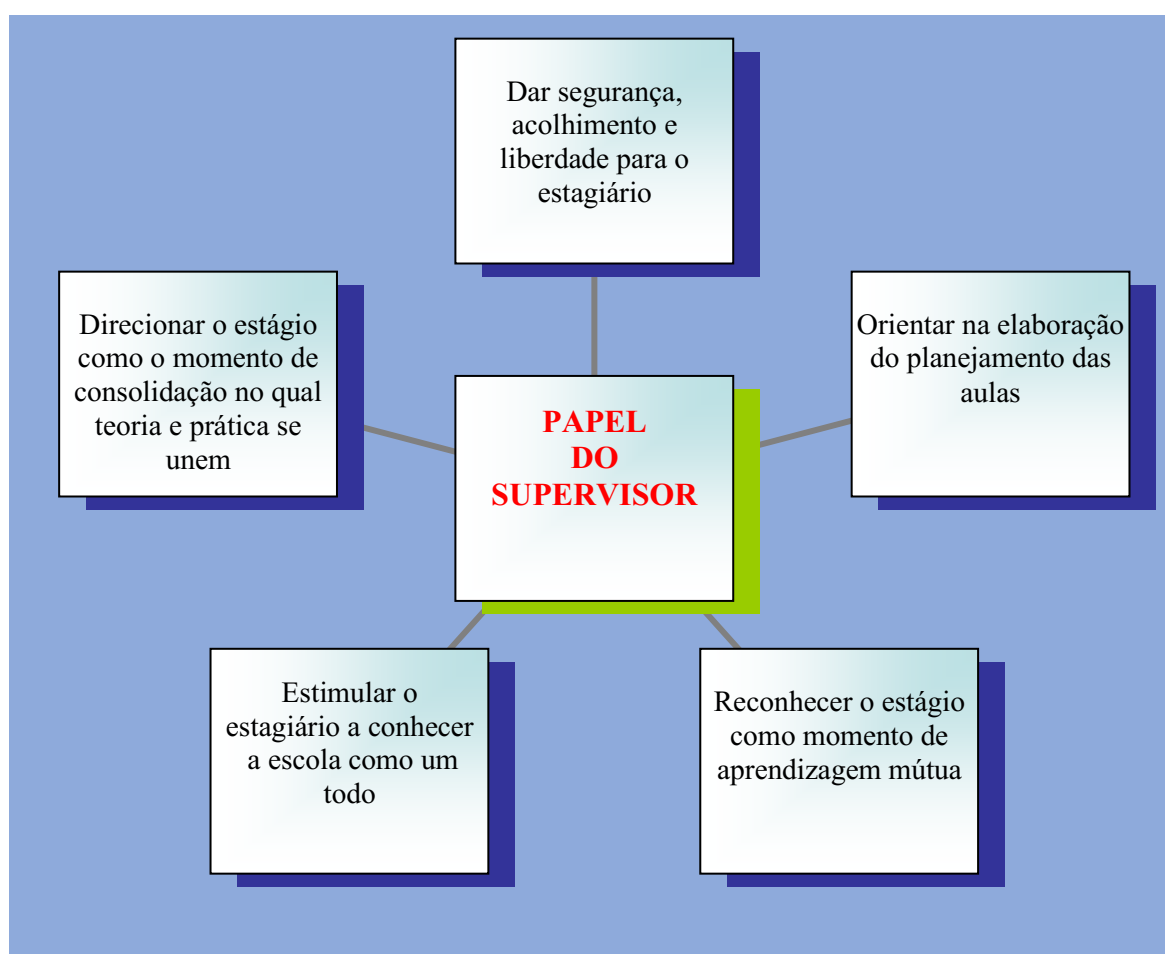 Dar segurança,
acolhimento e
liberdade para o
estagiário
Direcionar o estágio
como o momento de
consolidação no qual
teoria e prática se
unem
Orientar na elaboração
do planejamento das
aulas
PAPEL
DO
SUPERVISOR
Estimular o
estagiário a conhecer
a escola como um
todo
Reconhecer o estágio
como momento de
aprendizagem mútua